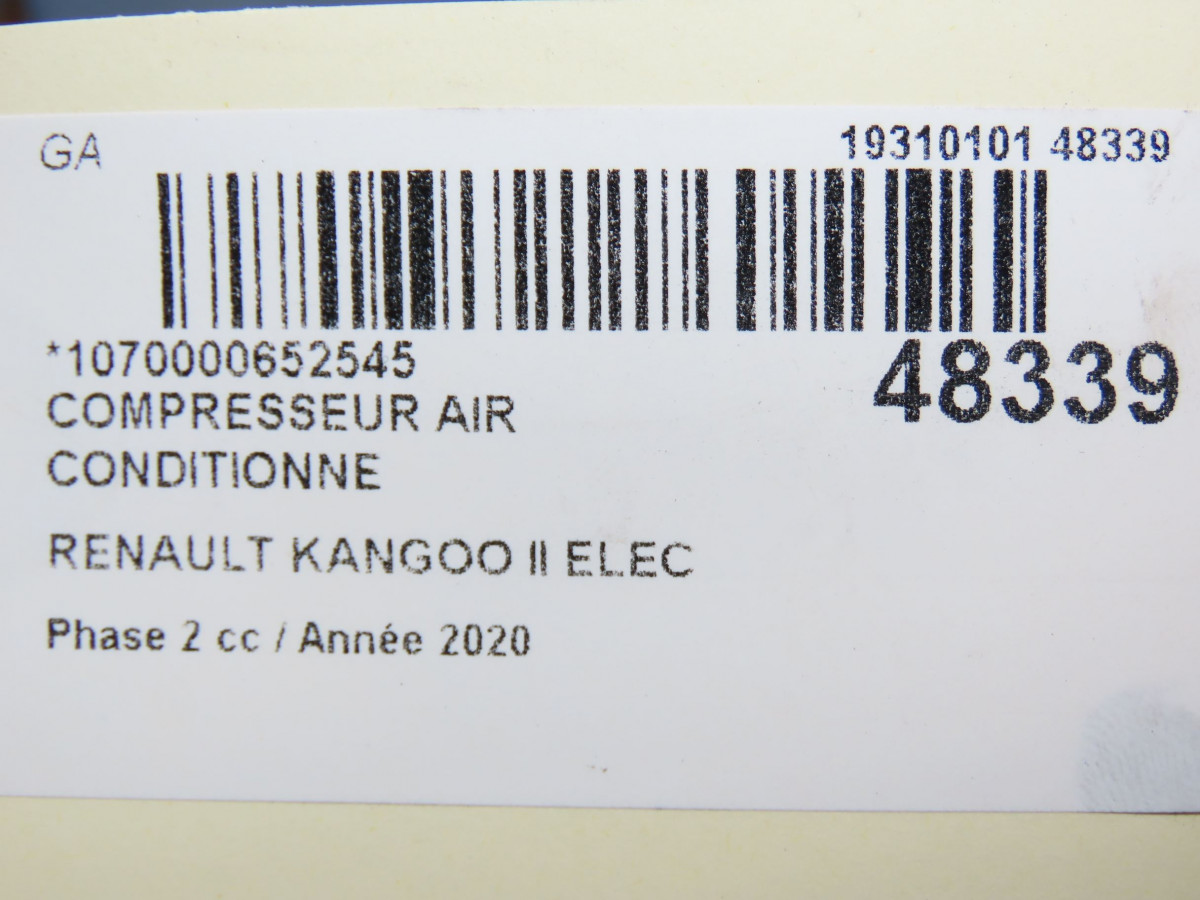 GA
19310101 48339
*1070000652545
48339
COMPRESSEUR AIR
CONDITIONNE
RENAULT KANGOO II ELEC
Phase 2 cc / Année 2020